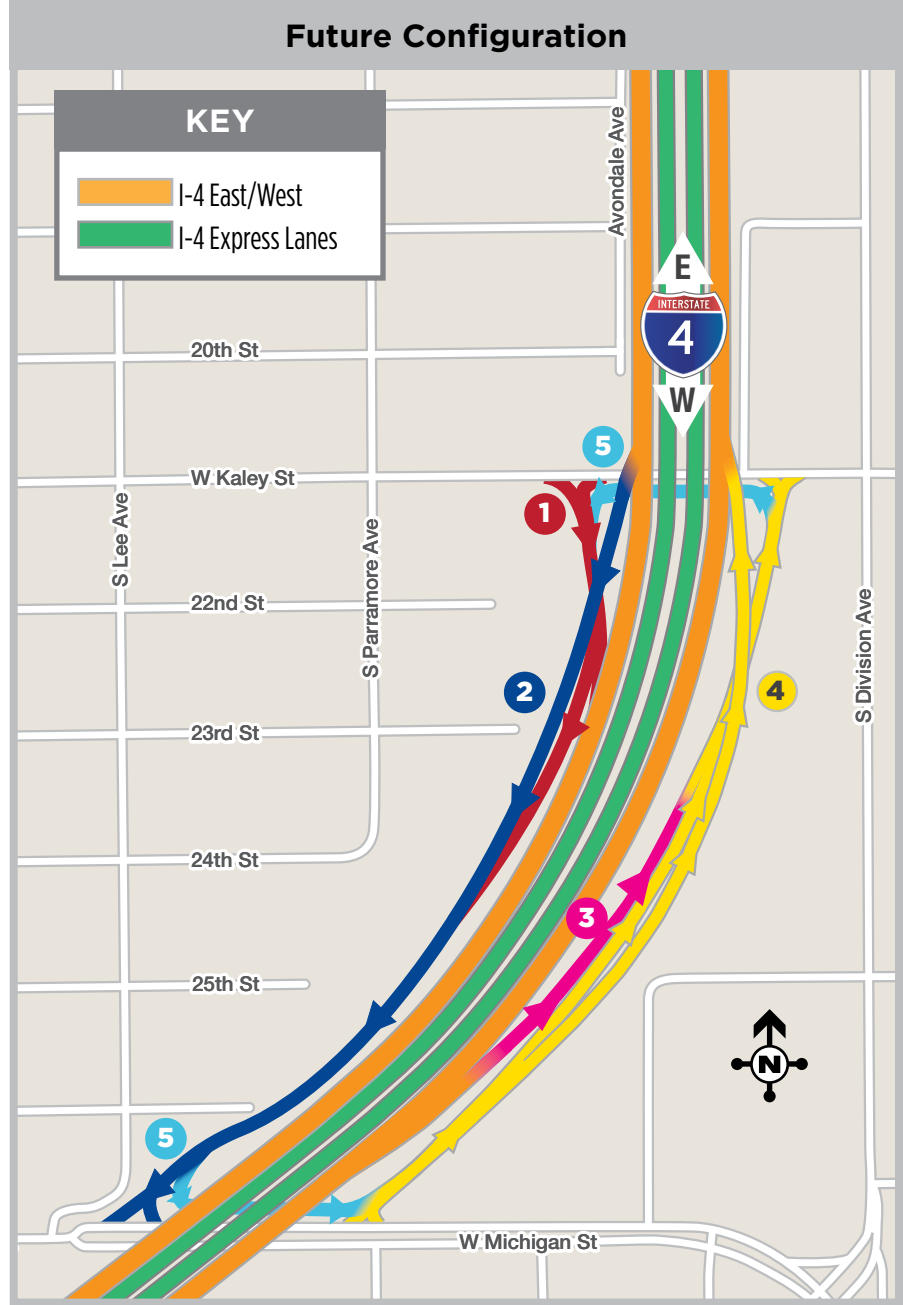 Future Configuration
KEY
I-4 East/West
I-4 Express Lanes
Avondale Ave
E
INTERSTATE
4
W
20th St
5
W Kaley St
1
S Lee Ave
S Parramore Ave
22nd St
S Division Ave
2
4
23rd St
24th St
3
25th St
N
5
W Michigan St